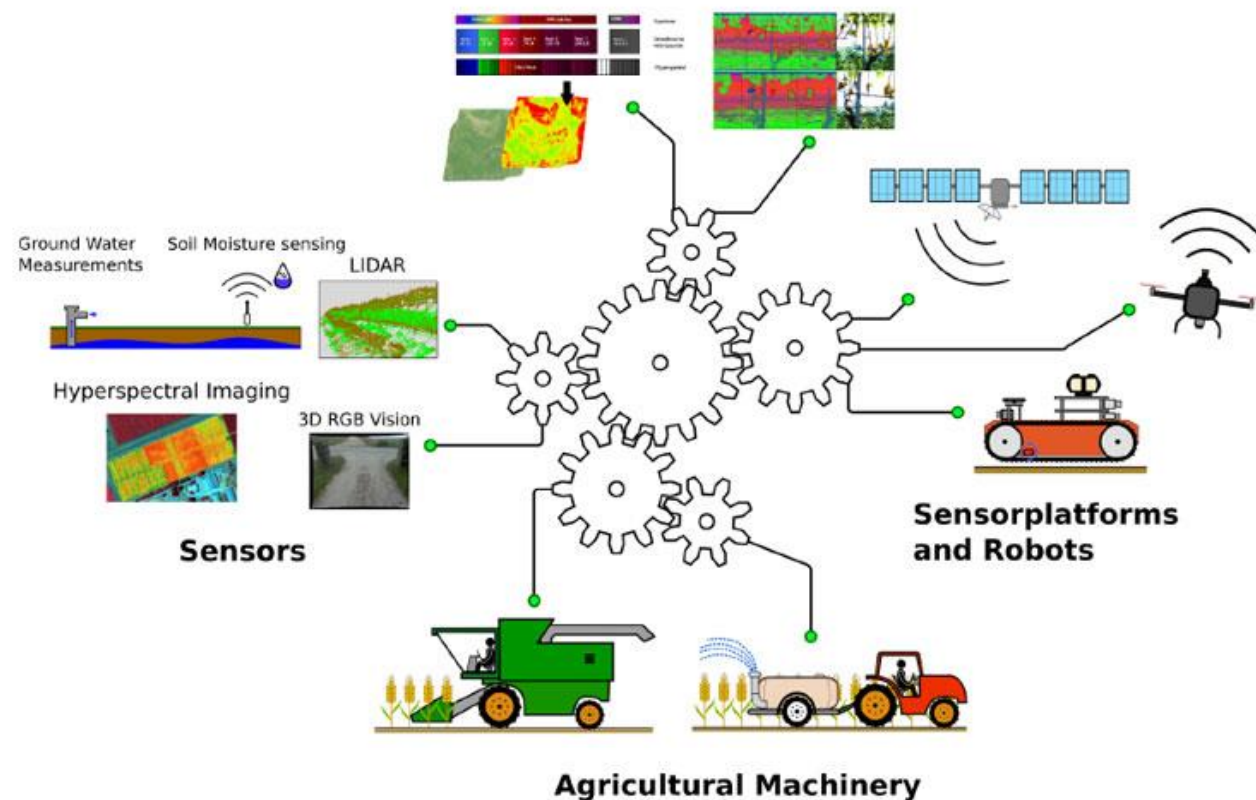 Ground Water
Measurements
Soil Moisture sensing
LIDAR
Hyperspectral Imaging
3D RGB Vision
Sensors
Sensorplatforms
and Robots
Agricultural Machinery